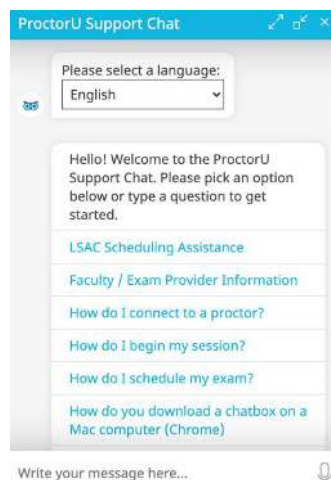 ProctorU Support Chat
Please select a language:
English
Hello! Welcome to the ProctorU
Support Chat. Please pick an option
below or type a question to get
started.
LSAC Scheduling Assistance
Faculty / Exam Provider Information
How do I connect to a proctor?
How do I begin my session?
How do I schedule my exam?
How do you download a chatbox on a
Mac computer (Chrome)
Write your message here...